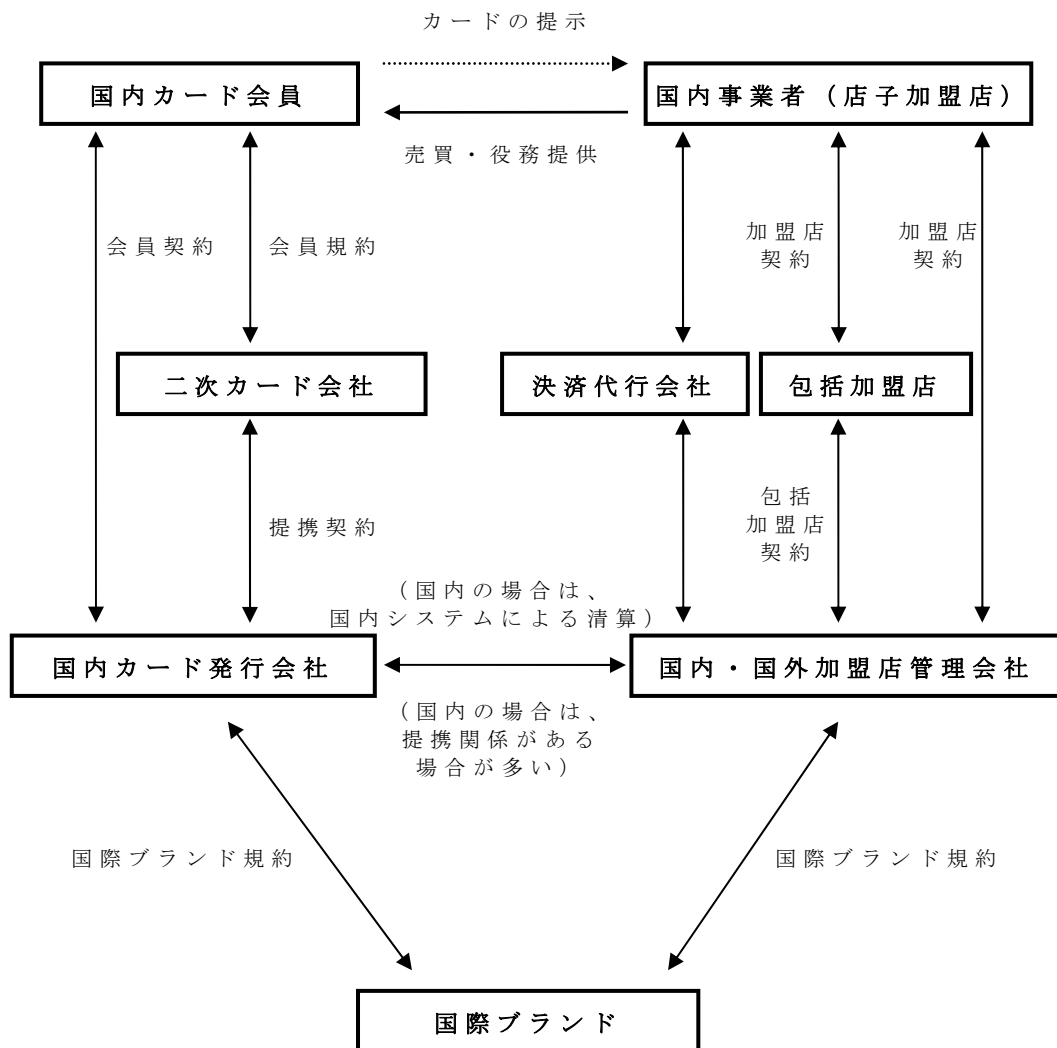 カードの提示
国内カード会員
国内事業者（店子加盟店）
売買・役務提供
会員契約
会員規約
加盟店
契約
加盟店
契約
二次カード会社
決済代行会社
包括加盟店
提携契約
包括
加盟店
契約
（国内の場合は、
国内システムによる清算）
国内カード発行会社
国内・国外加盟店管理会社
（国内の場合は、
提携関係がある
場合が多い）
国際ブランド規約
国際ブランド規約
国際ブランド